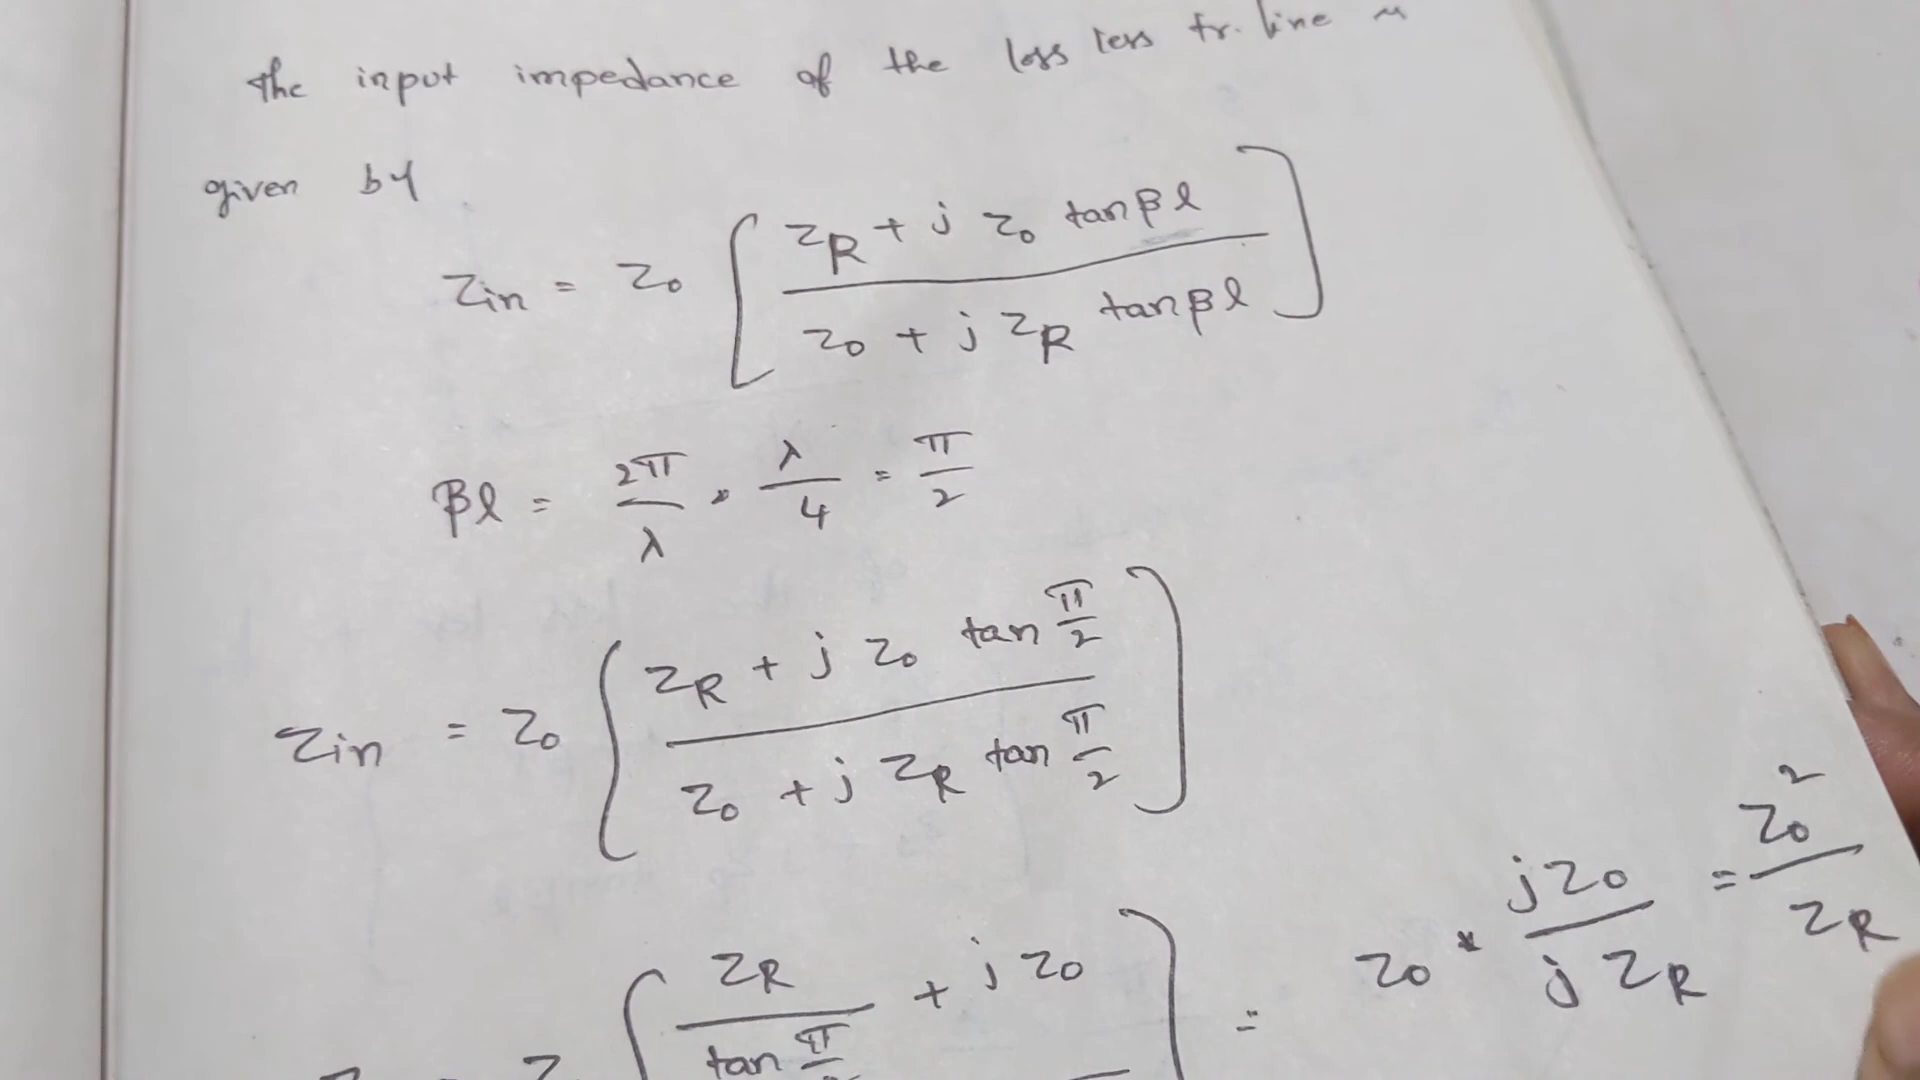 The input impedance of the loss less tr. line is
given by
Zin = Z0 [ (ZR + j Z0 tan βl) / (Z0 + j ZR tan βl) ]
βl = 2π/λ * λ/4 = π/2
Zin = Z0 [ (ZR + j Z0 tan π/2) / (Z0 + j ZR tan π/2) ]
[ ZR / tan π/2 + j Z0 ] = Z0 * j Z0 / j ZR = Z0² / ZR